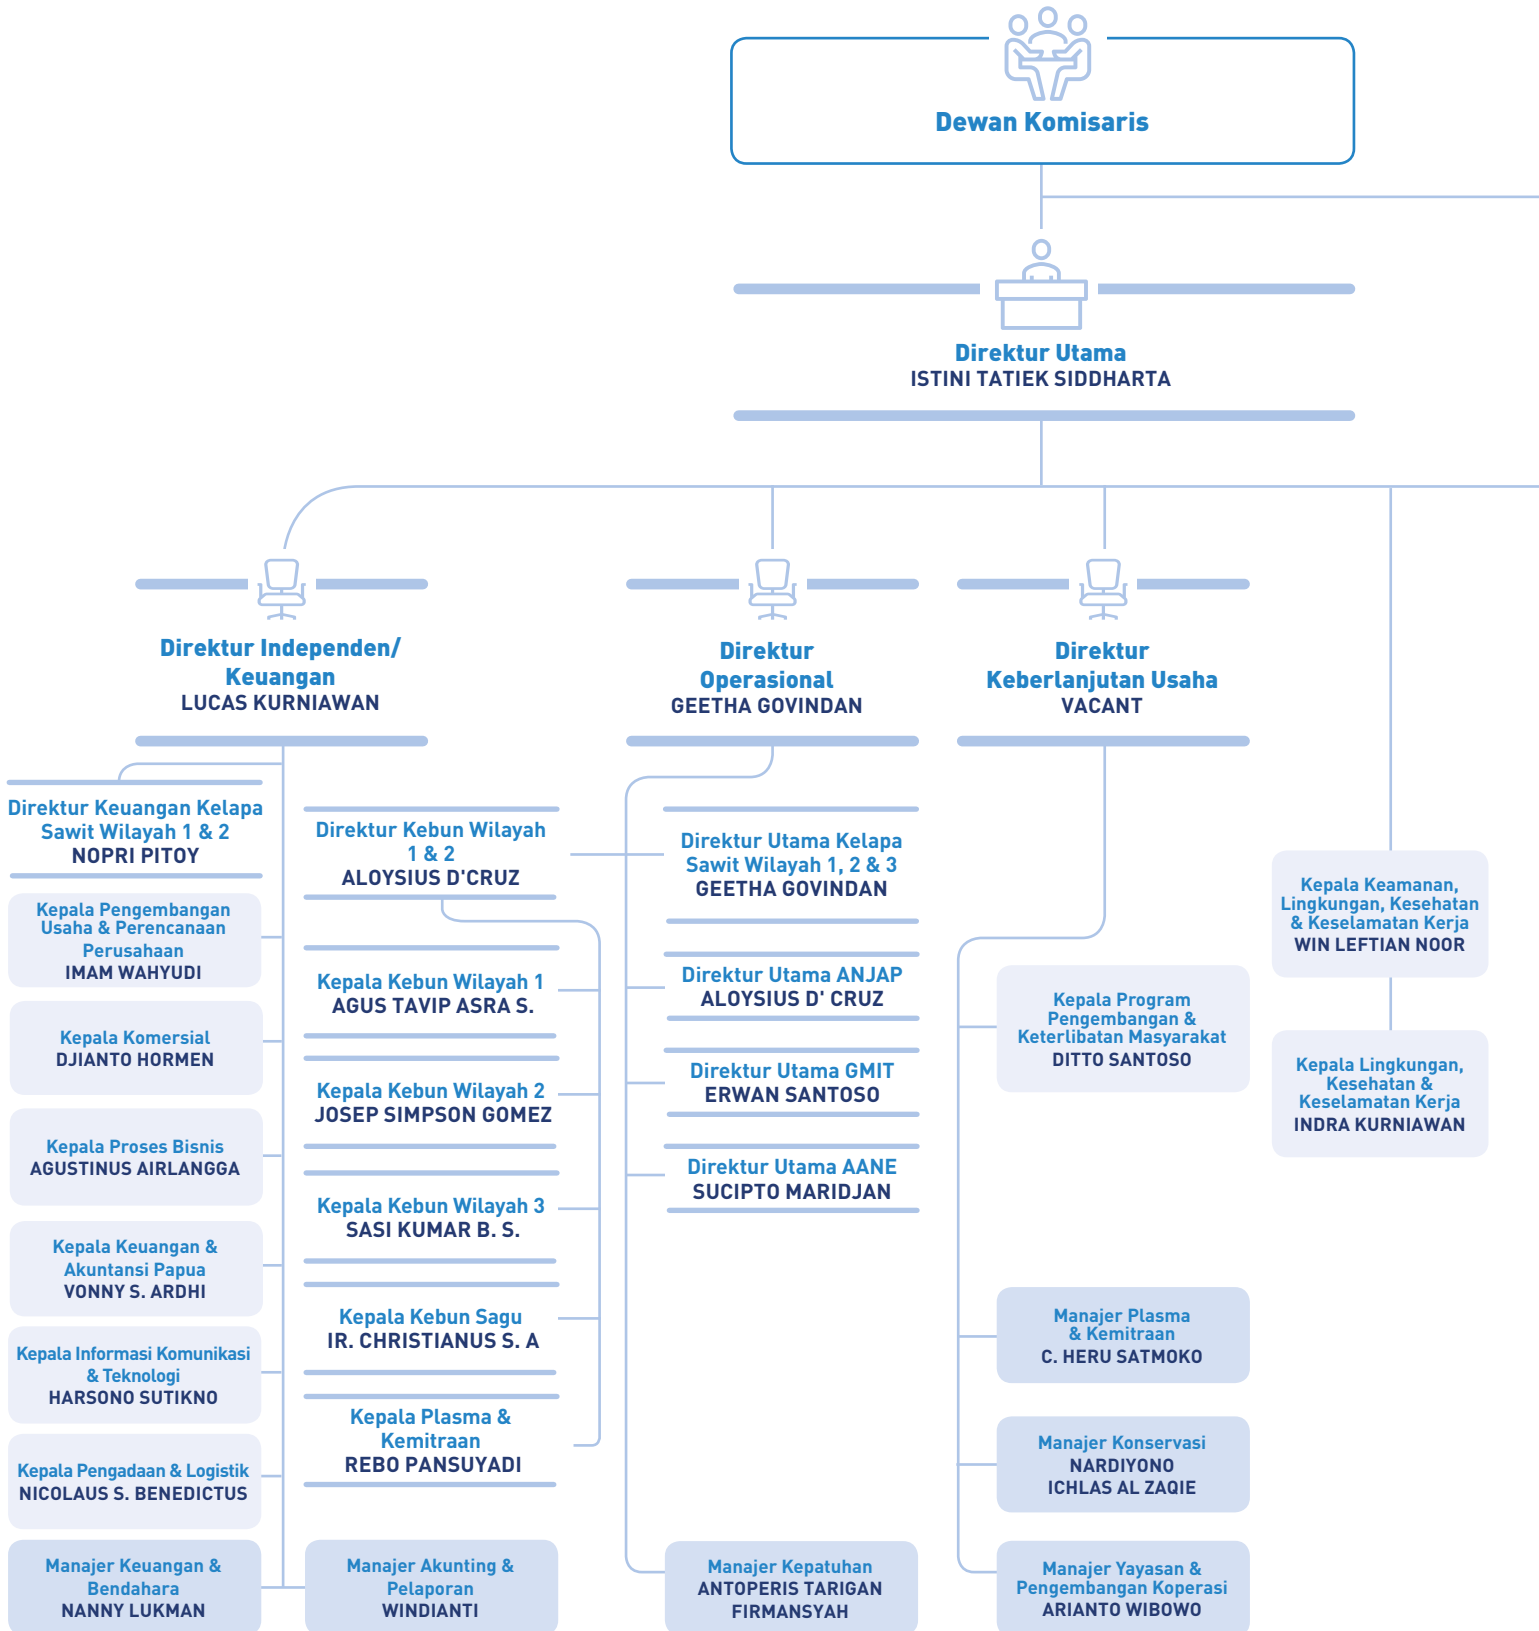 Dewan Komisaris
Direktur Utama
ISTINI TATIEK SIDDHARTA
Direktur Independen/
Keuangan
LUCAS KURNIAWAN
Direktur
Operasional
GEETHA GOVINDAN
Direktur
Keberlanjutan Usaha
VACANT
Direktur Keuangan Kelapa
Sawit Wilayah 1 & 2
NOPRI PITOY
Kepala Pengembangan
Usaha & Perencanaan
Perusahaan
IMAM WAHYUDI
Kepala Komersial
DJIANTO HORMEN
Kepala Proses Bisnis
AGUSTINUS AIRLANGGA
Kepala Keuangan &
Akuntansi Papua
VONNY S. ARDHI
Kepala Informasi Komunikasi
& Teknologi
HARSONO SUTIKNO
Kepala Pengadaan & Logistik
NICOLAUS S. BENEDICTUS
Manajer Keuangan &
Bendahara
NANNY LUKMAN
Direktur Kebun Wilayah
1 & 2
ALOYSIUS D'CRUZ
Kepala Kebun Wilayah 1
AGUS TAVIP ASRA S.
Kepala Kebun Wilayah 2
JOSEP SIMPSON GOMEZ
Kepala Kebun Wilayah 3
SASI KUMAR B. S.
Kepala Kebun Sagu
IR. CHRISTIANUS S. A
Kepala Plasma &
Kemitraan
REBO PANSUYADI
Manajer Akunting &
Pelaporan
WINDIANTI
Direktur Utama Kelapa
Sawit Wilayah 1, 2 & 3
GEETHA GOVINDAN
Direktur Utama ANJAP
ALOYSIUS D' CRUZ
Direktur Utama GMIT
ERWAN SANTOSO
Direktur Utama AANE
SUCIPTO MARIDJAN
Manajer Kepatuhan
ANTOPERIS TARIGAN
FIRMANSYAH
Kepala Program
Pengembangan &
Keterlibatan Masyarakat
DITTO SANTOSO
Manajer Plasma
& Kemitraan
C. HERU SATMOKO
Manajer Konservasi
NARDIYONO
ICHLAS AL ZAQIE
Manajer Yayasan &
Pengembangan Koperasi
ARIANTO WIBOWO
Kepala Keamanan,
Lingkungan, Kesehatan
& Keselamatan Kerja
WIN LEFTIAN NOOR
Kepala Lingkungan,
Kesehatan &
Keselamatan Kerja
INDRA KURNIAWAN